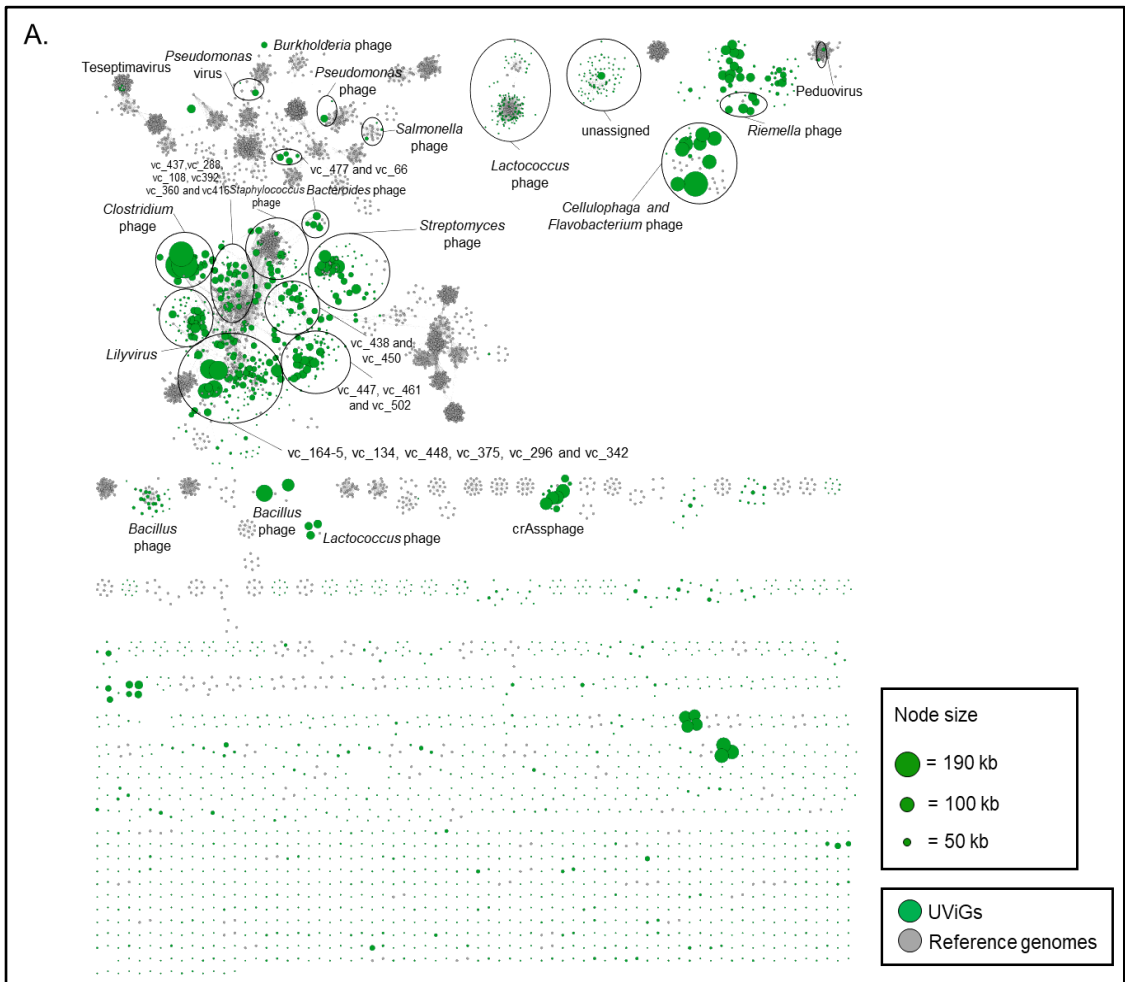 A.
Burkholderia phage
Pseudomonas
virus
Teseptimavirus
Pseudomonas
phage
Salmonella
phage
vc_437, vc_288,
vc_108, vc392,
vc_360 and vc416
vc_477 and vc_66
Staphylococcus
phage
Bacteroides phage
Clostridium
phage
Streptomyces
phage
Lactococcus
phage
unassigned
Peduovirus
Riemella phage
Cellulophaga and
Flavobacterium phage
Lilyvirus
vc_438 and
vc_450
vc_447, vc_461
and vc_502
vc_164-5, vc_134, vc_448, vc_375, vc_296 and vc_342
Bacillus
phage
Bacillus
phage
Lactococcus phage
crAssphage
Node size
= 190 kb
= 100 kb
= 50 kb
UViGs
Reference genomes